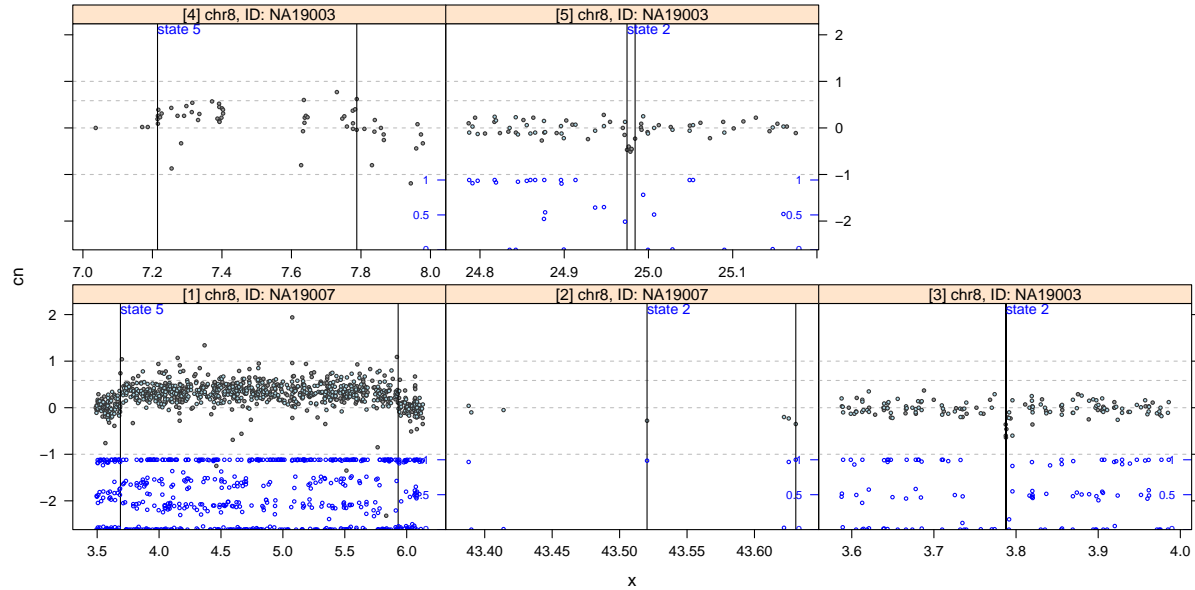 [4] chr8, ID: NA19003
[5] chr8, ID: NA19003
state 5
state 2
2
1
0
−1
−2
1
0.5
0
1
0.5
0
7.0 7.2 7.4 7.6 7.8 8.0
24.8 24.9 25.0 25.1
cn
[1] chr8, ID: NA19007
[2] chr8, ID: NA19007
[3] chr8, ID: NA19003
state 5
state 2
state 2
2
1
0
−1
−2
1
0.5
0
1
0.5
0
1
0.5
0
3.5 4.0 4.5 5.0 5.5 6.0
43.40 43.45 43.50 43.55 43.60
3.6 3.7 3.8 3.9 4.0
x